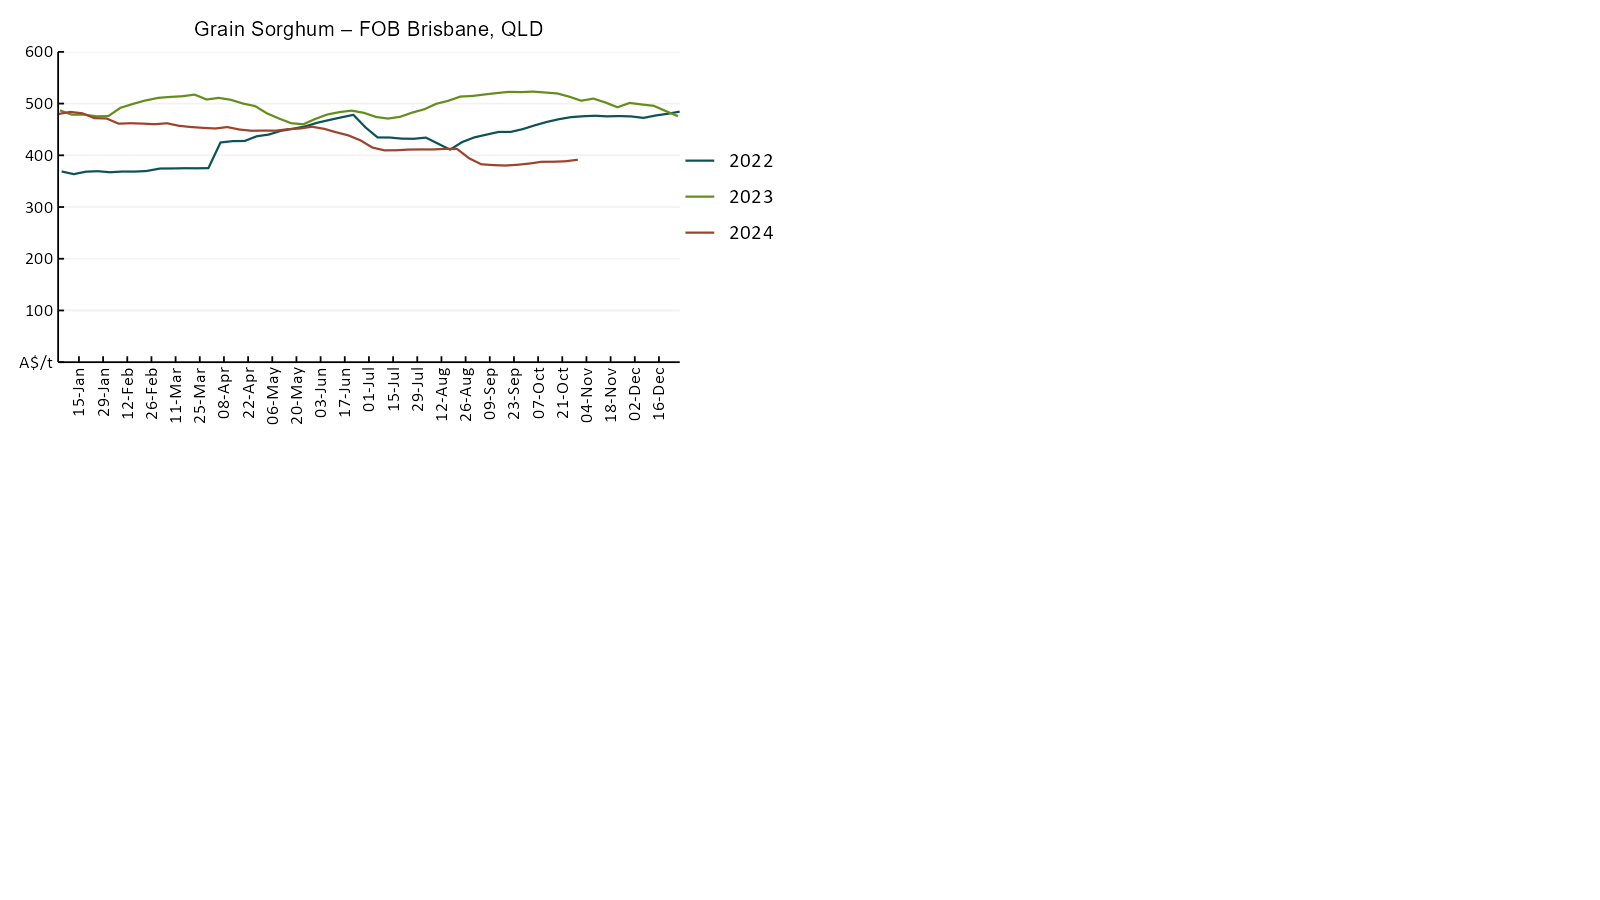 Grain Sorghum – FOB Brisbane, QLD
600
500
400
300
200
100
A$/t
15-Jan
29-Jan
12-Feb
26-Feb
11-Mar
25-Mar
08-Apr
22-Apr
06-May
20-May
03-Jun
17-Jun
01-Jul
15-Jul
29-Jul
12-Aug
26-Aug
09-Sep
23-Sep
07-Oct
21-Oct
04-Nov
18-Nov
02-Dec
16-Dec
2022
2023
2024